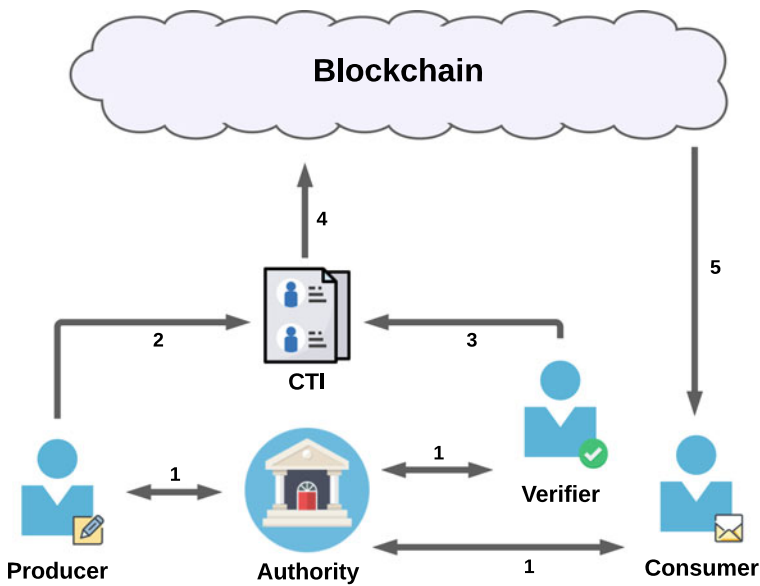 Blockchain
4
5
2
3
CTI
1
1
Verifier
Producer
Authority
1
Consumer